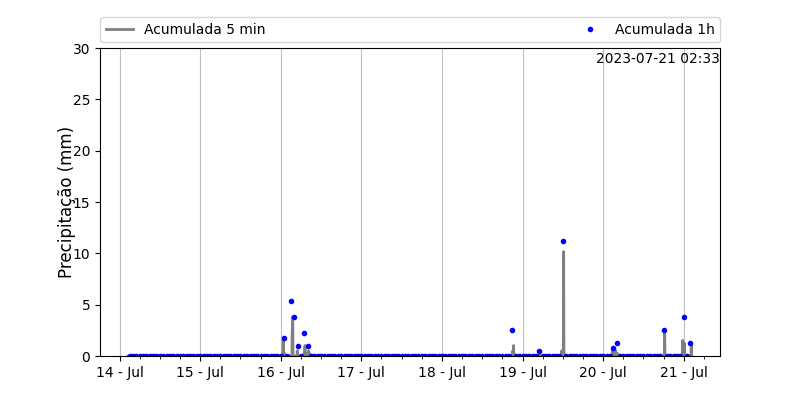 Acumulada 5 min
Acumulada 1h
2023-07-21 02:33
Precipitação (mm)
30
25
20
15
10
5
0
14 - Jul
15 - Jul
16 - Jul
17 - Jul
18 - Jul
19 - Jul
20 - Jul
21 - Jul